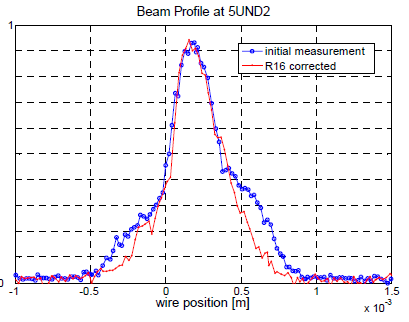 Beam Profile at 5UND2
1
initial measurement
R16 corrected
0
-1 -0.5 0 0.5 1 1.5
wire position [m]
x 10⁻³